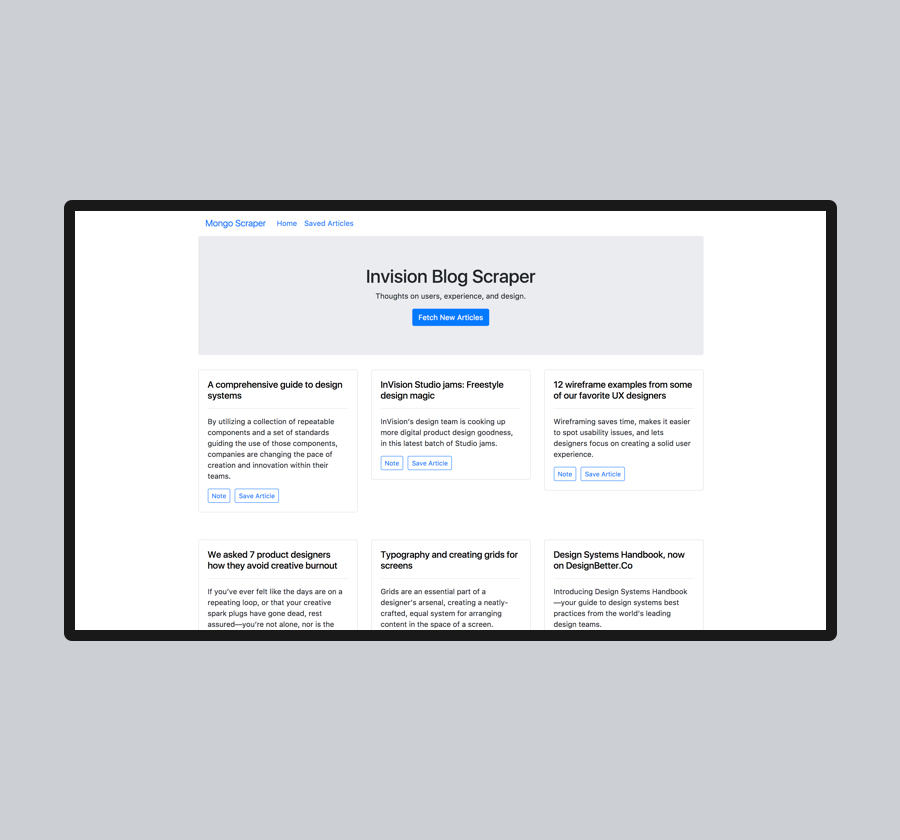 Mongo Scraper Home Saved Articles
Invision Blog Scraper
Thoughts on users, experience, and design.
Fetch New Articles
A comprehensive guide to design
systems
By utilizing a collection of repeatable
components and a set of standards
guiding the use of those components,
companies are changing the pace of
creation and innovation within their
teams.
Note Save Article
InVision Studio jams: Freestyle
design magic
InVision's design team is cooking up
more digital product design goodness,
in this latest batch of Studio jams.
Note Save Article
12 wireframe examples from some
of our favorite UX designers
Wireframing saves time, makes it easier
to spot usability issues, and lets
designers focus on creating a solid user
experience.
Note Save Article
We asked 7 product designers
how they avoid creative burnout
If you've ever felt like the days are on a
repeating loop, or that your creative
spark plugs have gone dead, rest
assured—you're not alone, nor is the
Typography and creating grids for
screens
Grids are an essential part of a
designer's arsenal, creating a neatly-
crafted, equal system for arranging
content in the space of a screen.
Design Systems Handbook, now
on DesignBetter.Co
Introducing Design Systems Handbook
—your guide to design systems best
practices from the world's leading
design teams.